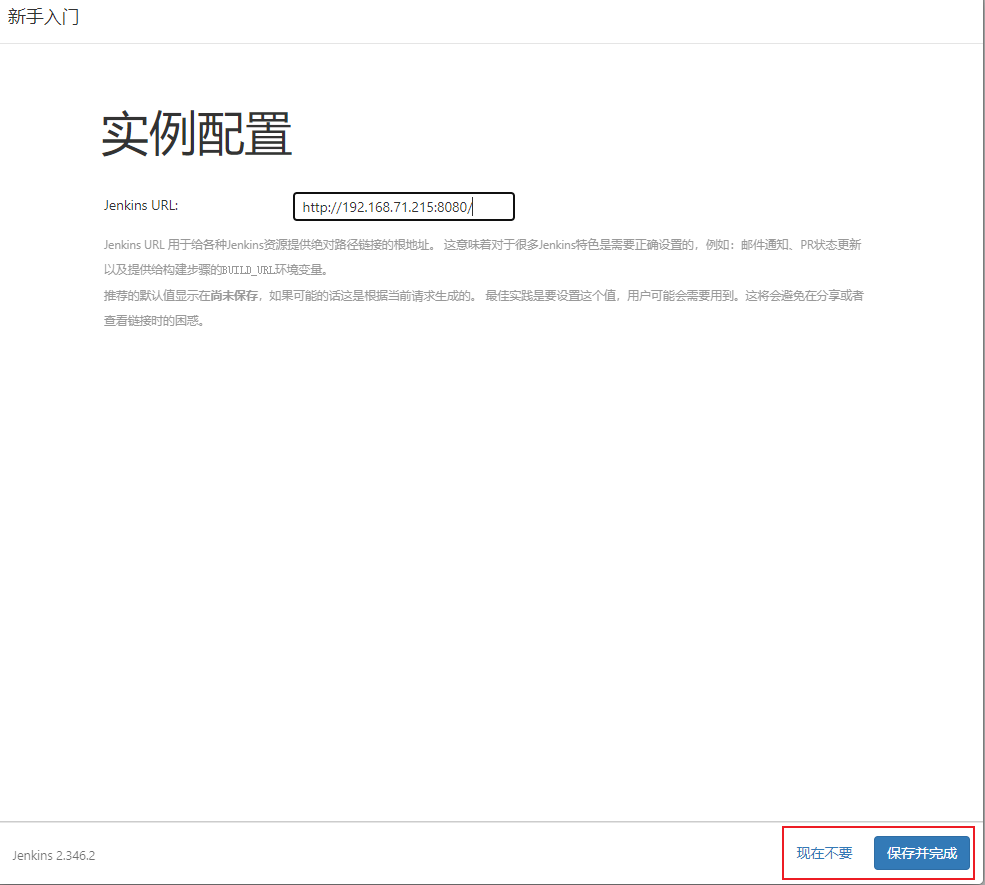 新手入门
实例配置
Jenkins URL:
http://192.168.71.215:8080/
Jenkins URL 用于给各种Jenkins资源提供绝对路径链接的根地址。 这意味着对于很多Jenkins特色是需要正确设置的，例如：邮件通知、PR状态更新
以及提供给构建步骤的BUILD_URL环境变量。
推荐的默认值显示在尚未保存，如果可能的话这是根据当前请求生成的。 最佳实践是要设置这个值，用户可能会需要用到。这将会避免在分享或者
查看链接时的困惑。
Jenkins 2.346.2
现在不要
保存并完成